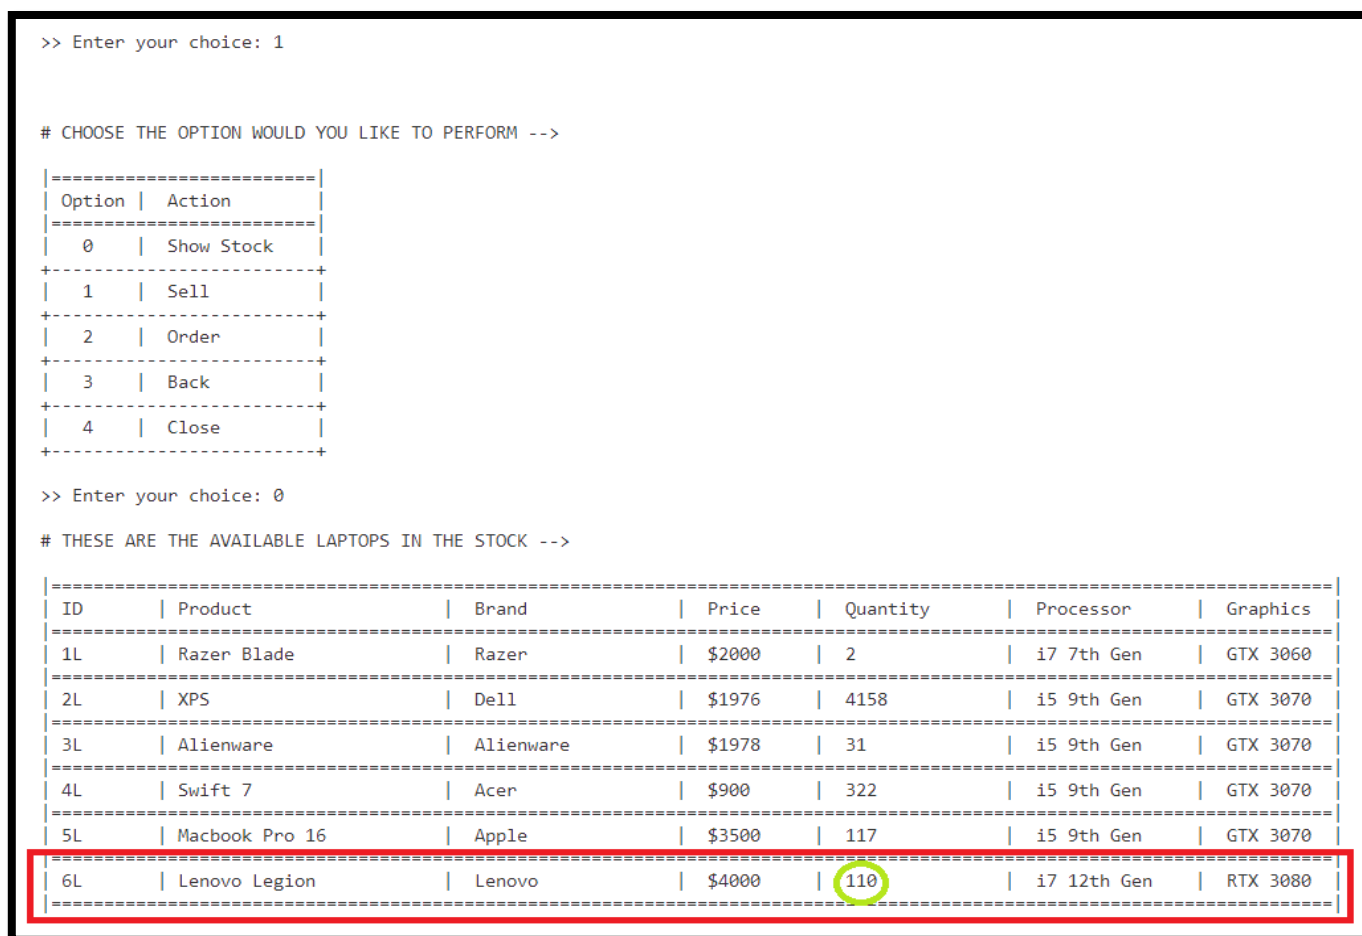 >> Enter your choice: 1
# CHOOSE THE OPTION WOULD YOU LIKE TO PERFORM -->
|=========================|
| Option |  Action        |
|=========================|
|   0    |  Show Stock    |
+-------------------------+
|   1    |  Sell          |
+-------------------------+
|   2    |  Order         |
+-------------------------+
|   3    |  Back          |
+-------------------------+
|   4    |  Close         |
+-------------------------+
>> Enter your choice: 0
# THESE ARE THE AVAILABLE LAPTOPS IN THE STOCK -->
|=========================================================================================================================|
| ID       | Product                  | Brand               |  Price     |  Quantity       |  Processor      |  Graphics  |
|=========================================================================================================================|
| 1L       | Razer Blade              |  Razer              |  $2000     |  2              |  i7 7th Gen     |  GTX 3060  |
|=========================================================================================================================|
| 2L       | XPS                      |  Dell               |  $1976     |  4158           |  i5 9th Gen     |  GTX 3070  |
|=========================================================================================================================|
| 3L       | Alienware                |  Alienware          |  $1978     |  31             |  i5 9th Gen     |  GTX 3070  |
|=========================================================================================================================|
| 4L       | Swift 7                  |  Acer               |  $900      |  322            |  i5 9th Gen     |  GTX 3070  |
|=========================================================================================================================|
| 5L       | Macbook Pro 16           |  Apple              |  $3500     |  117            |  i5 9th Gen     |  GTX 3070  |
|=========================================================================================================================|
| 6L       | Lenovo Legion            |  Lenovo             |  $4000     |  110            |  i7 12th Gen    |  RTX 3080  |
|=========================================================================================================================|